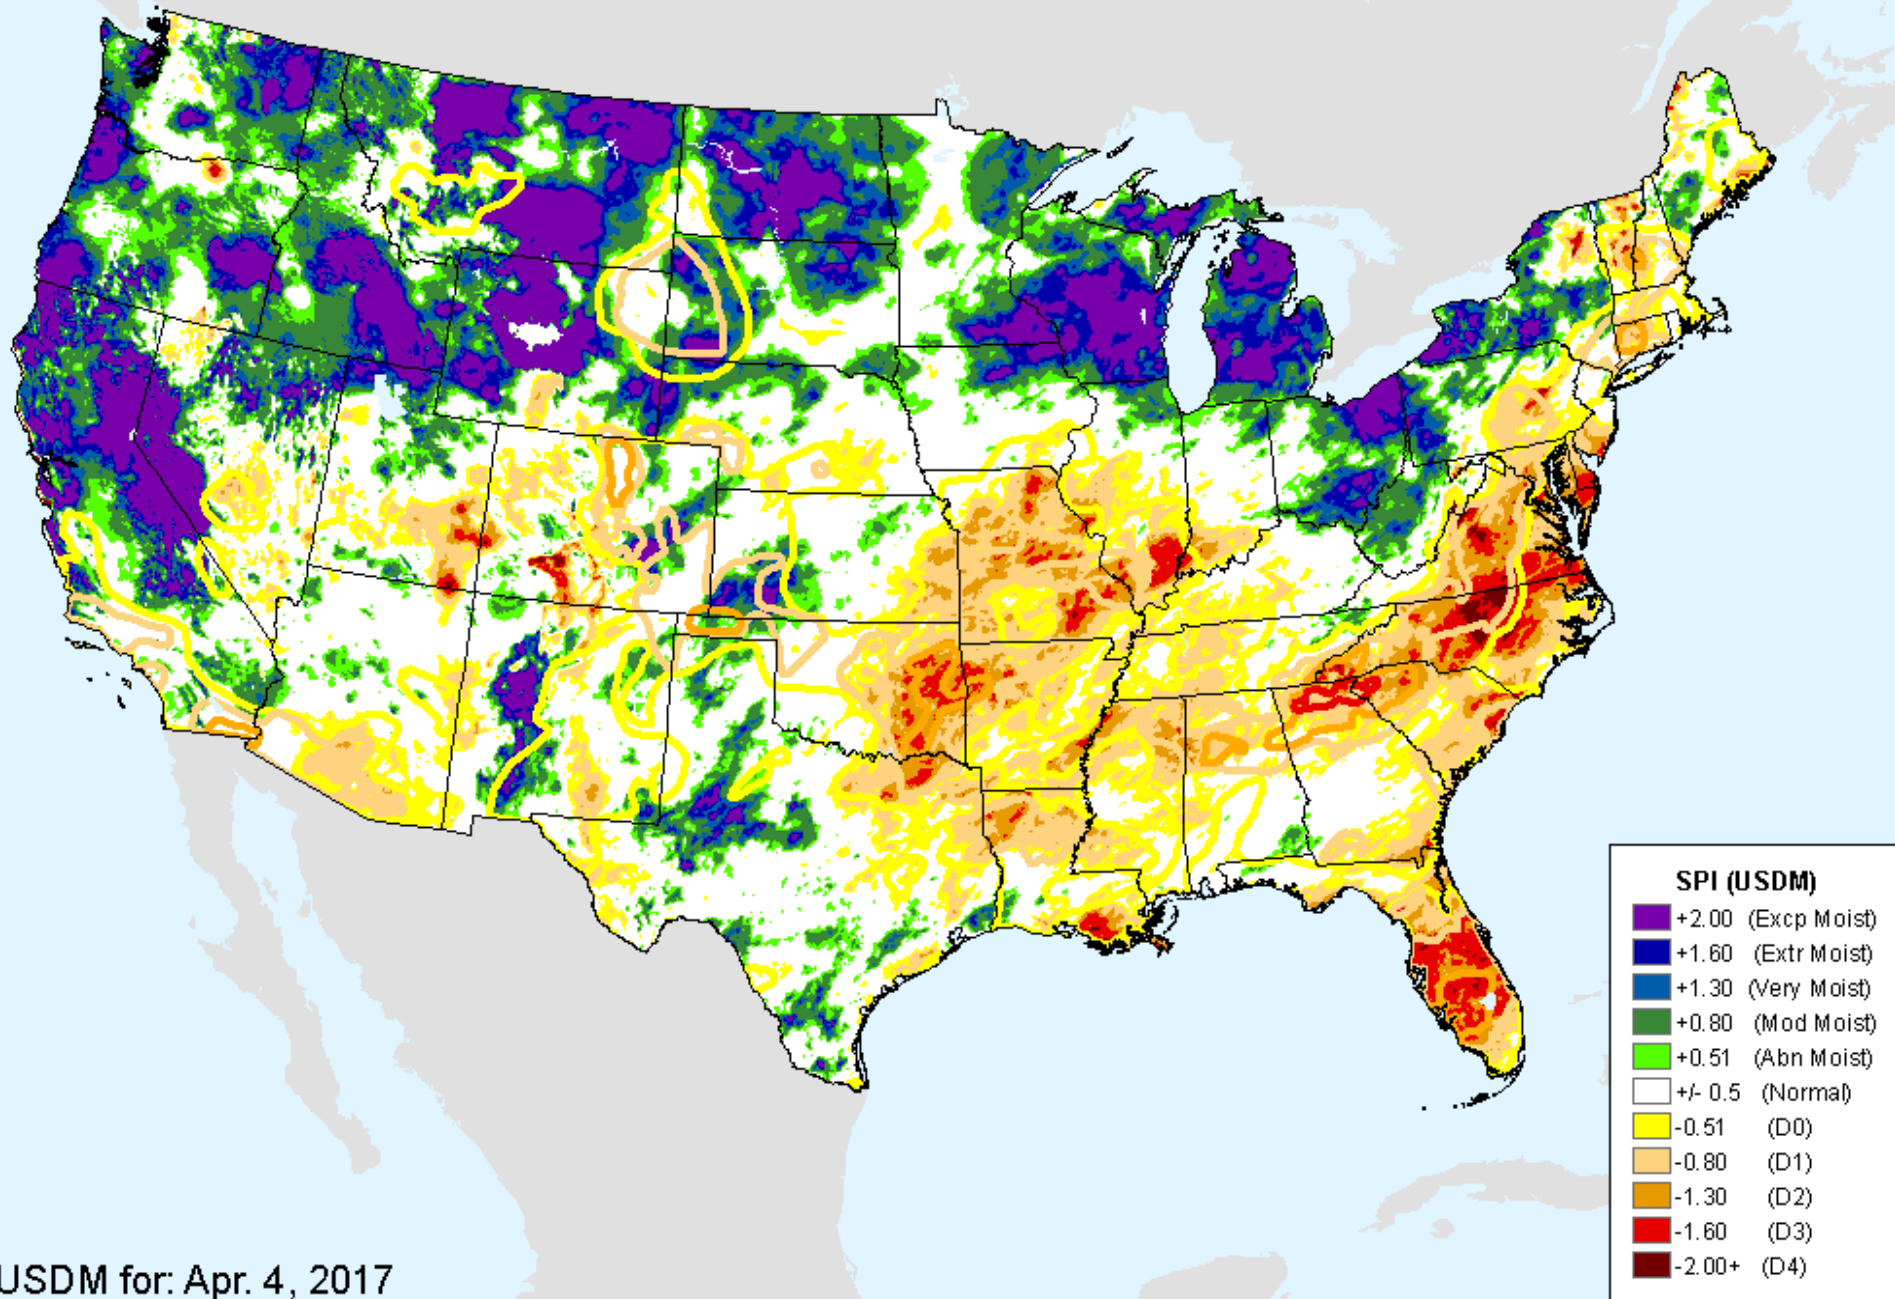 SPI (USDM)
+2.00 (Excp Moist)
+1.60 (Extr Moist)
+1.30 (Very Moist)
+0.80 (Mod Moist)
+0.51 (Abn Moist)
+/- 0.5 (Normal)
-0.51 (D0)
-0.80 (D1)
-1.30 (D2)
-1.60 (D3)
-2.00+ (D4)
USDM for: Apr. 4, 2017